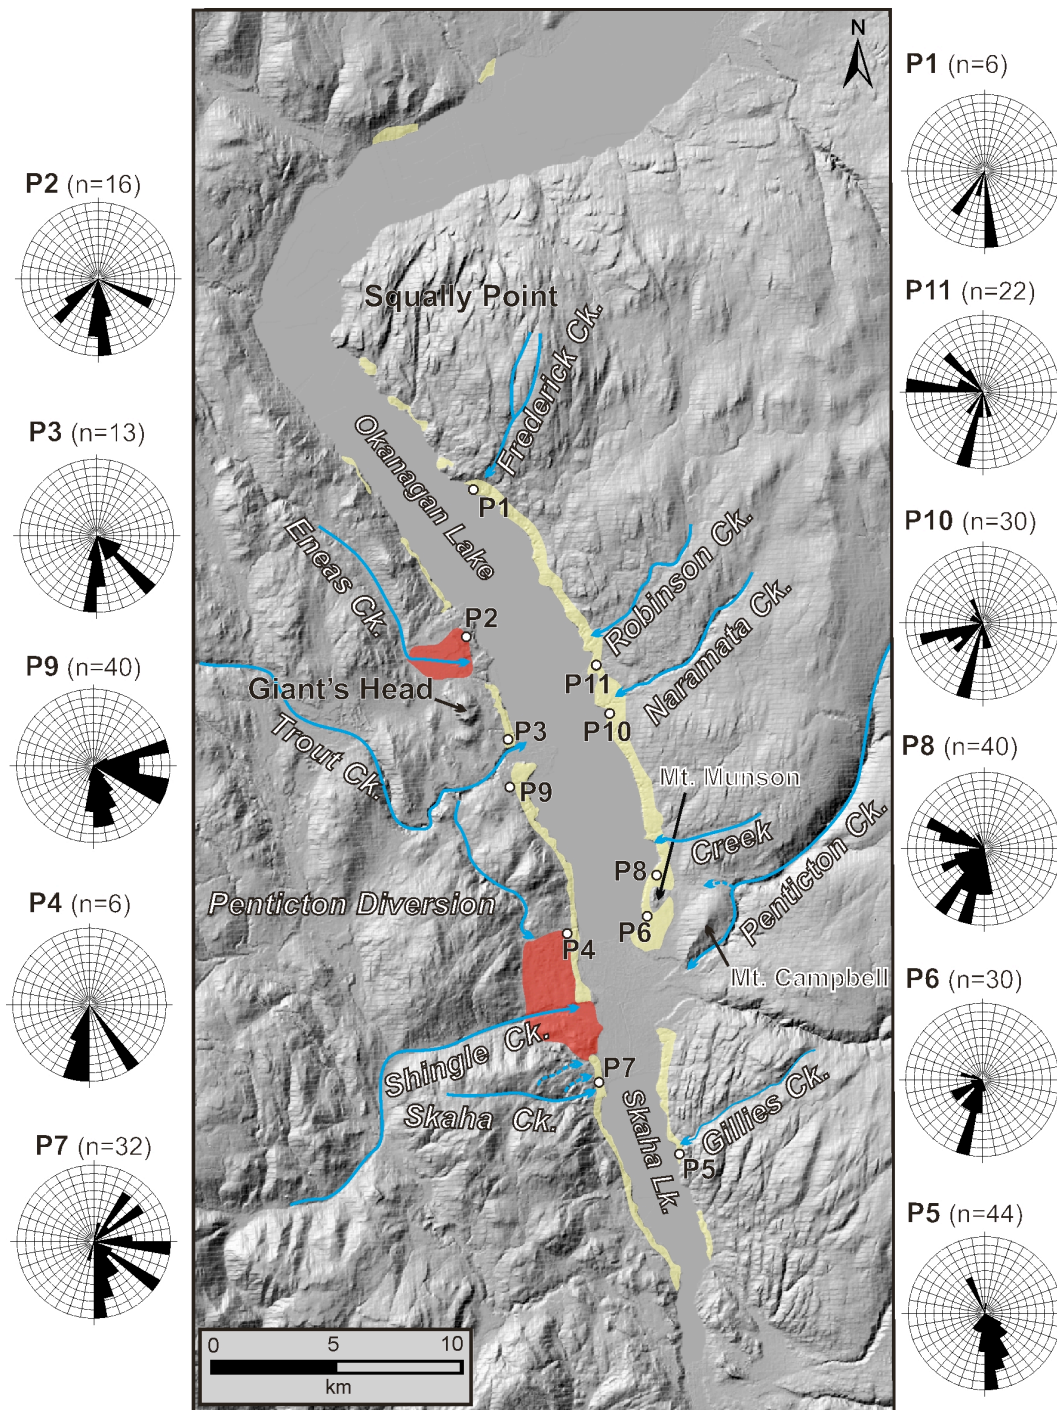 N
P1 (n=6)
P2 (n=16)
P11 (n=22)
Squally Point
Frederick Ck.
P3 (n=13)
Okanagan Lake
P1
Eneas Ck.
P10 (n=30)
Robinson Ck.
P2
P11
Naramata Ck.
P9 (n=40)
Giant's Head
Trout Ck.
P3
P10
P8 (n=40)
Mt. Munson
P9
Creek
P8
Penticton Ck.
P4 (n=6)
Penticton Diversion
P6
P4
Mt. Campbell
P6 (n=30)
Shingle Ck.
P7
Skaha Ck.
Skaha Lk.
Gillies Ck.
P7 (n=32)
P5
P5 (n=44)
0 5 10
km